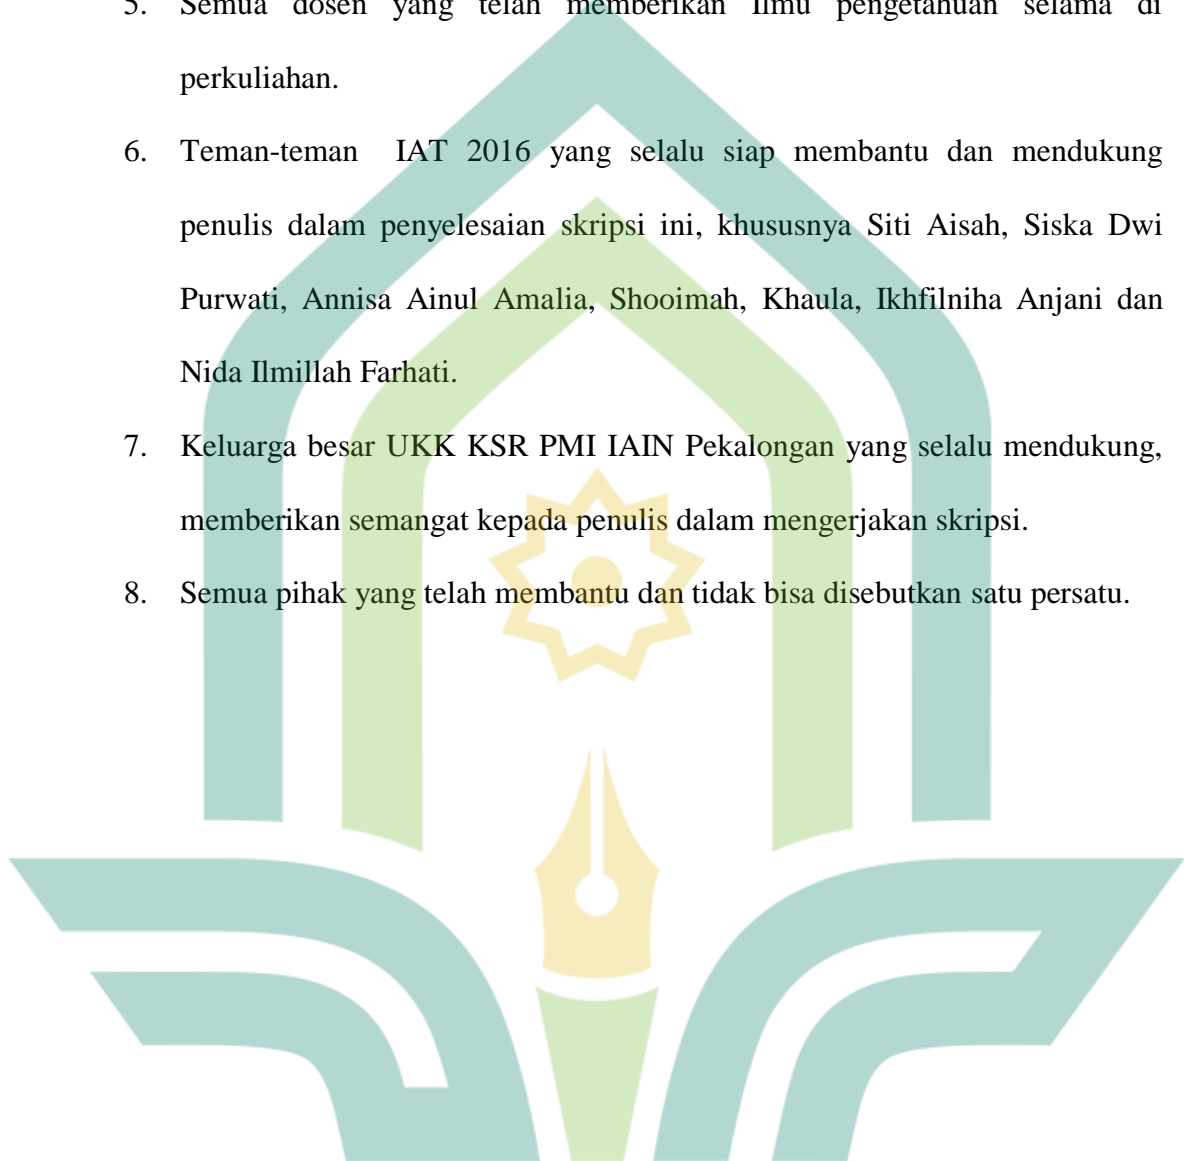 5. Semua dosen yang telah memberikan Ilmu pengetahuan selama di
perkuliahan.
6. Teman-teman IAT 2016 yang selalu siap membantu dan mendukung
penulis dalam penyelesaian skripsi ini, khususnya Siti Aisah, Siska Dwi
Purwati, Annisa Ainul Amalia, Shooimah, Khaula, Ikhfilniha Anjani dan
Nida Ilmillah Farhati.
7. Keluarga besar UKK KSR PMI IAIN Pekalongan yang selalu mendukung,
memberikan semangat kepada penulis dalam mengerjakan skripsi.
8. Semua pihak yang telah membantu dan tidak bisa disebutkan satu persatu.